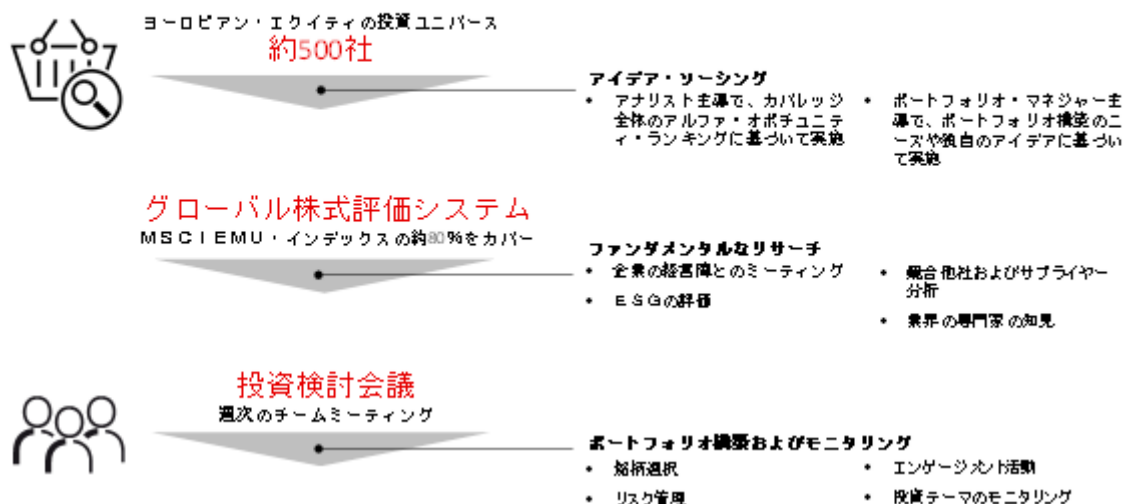 ヨーロピアン・エクイティの投資ユニバース
約500社
アイデア・ソーシング
• アナリスト主導で、カバレッジ
全体のアルファ・オポチュニテ
ィ・ランキングに基づいて実施
• ポートフォリオ・マネジャー主
導で、ポートフォリオ構築のニ
ーズや独自のアイデアに基づい
て実施
グローバル株式評価システム
ＭＳＣＩＥＭＵ・インデックスの約80％をカバー
ファンダメンタルなリサーチ
• 企業の経営陣とのミーティング
• ＥＳＧの評価
• 競合他社およびサプライヤー
分析
• 業界の専門家の知見
投資検討会議
週次のチームミーティング
ポートフォリオ構築およびモニタリング
• 銘柄選択
• リスク管理
• エンゲージメント活動
• 投資テーマのモニタリング